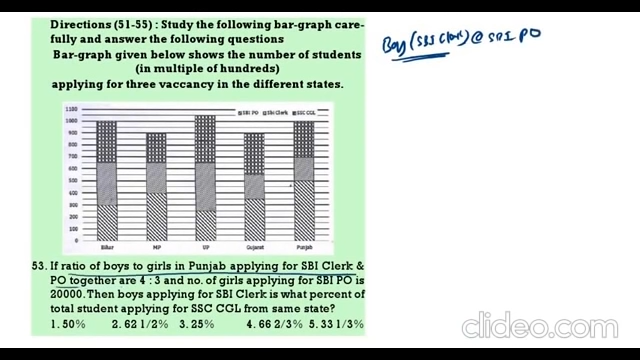 Directions (51-55) : Study the following bar-graph care-
fully and answer the following questions
Bar-graph given below shows the number of students
(in multiple of hundreds)
applying for three vaccancy in the different states.
Boys (SBI Clerk) @ SBI PO
SBI PO SBI Clerk SSC CGL
1100
1000
900
800
700
600
500
400
300
200
100
0
Bihar MP UP Gujarat Punjab
53. If ratio of boys to girls in Punjab applying for SBI Clerk &
PO together are 4 : 3 and no. of girls applying for SBI PO is
20000. Then boys applying for SBI Clerk is what percent of
total student applying for SSC CGL from same state?
1. 50% 2. 62 1/2% 3. 25% 4. 66 2/3% 5. 33 1/3%
clideo.com